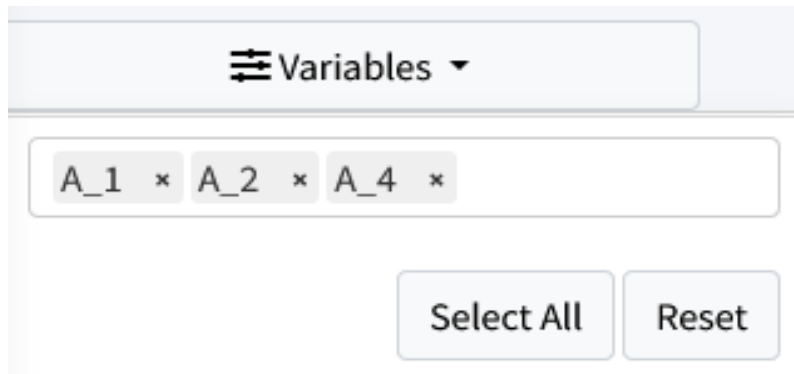 Variables
A_1 × A_2 × A_4 ×
Select All Reset